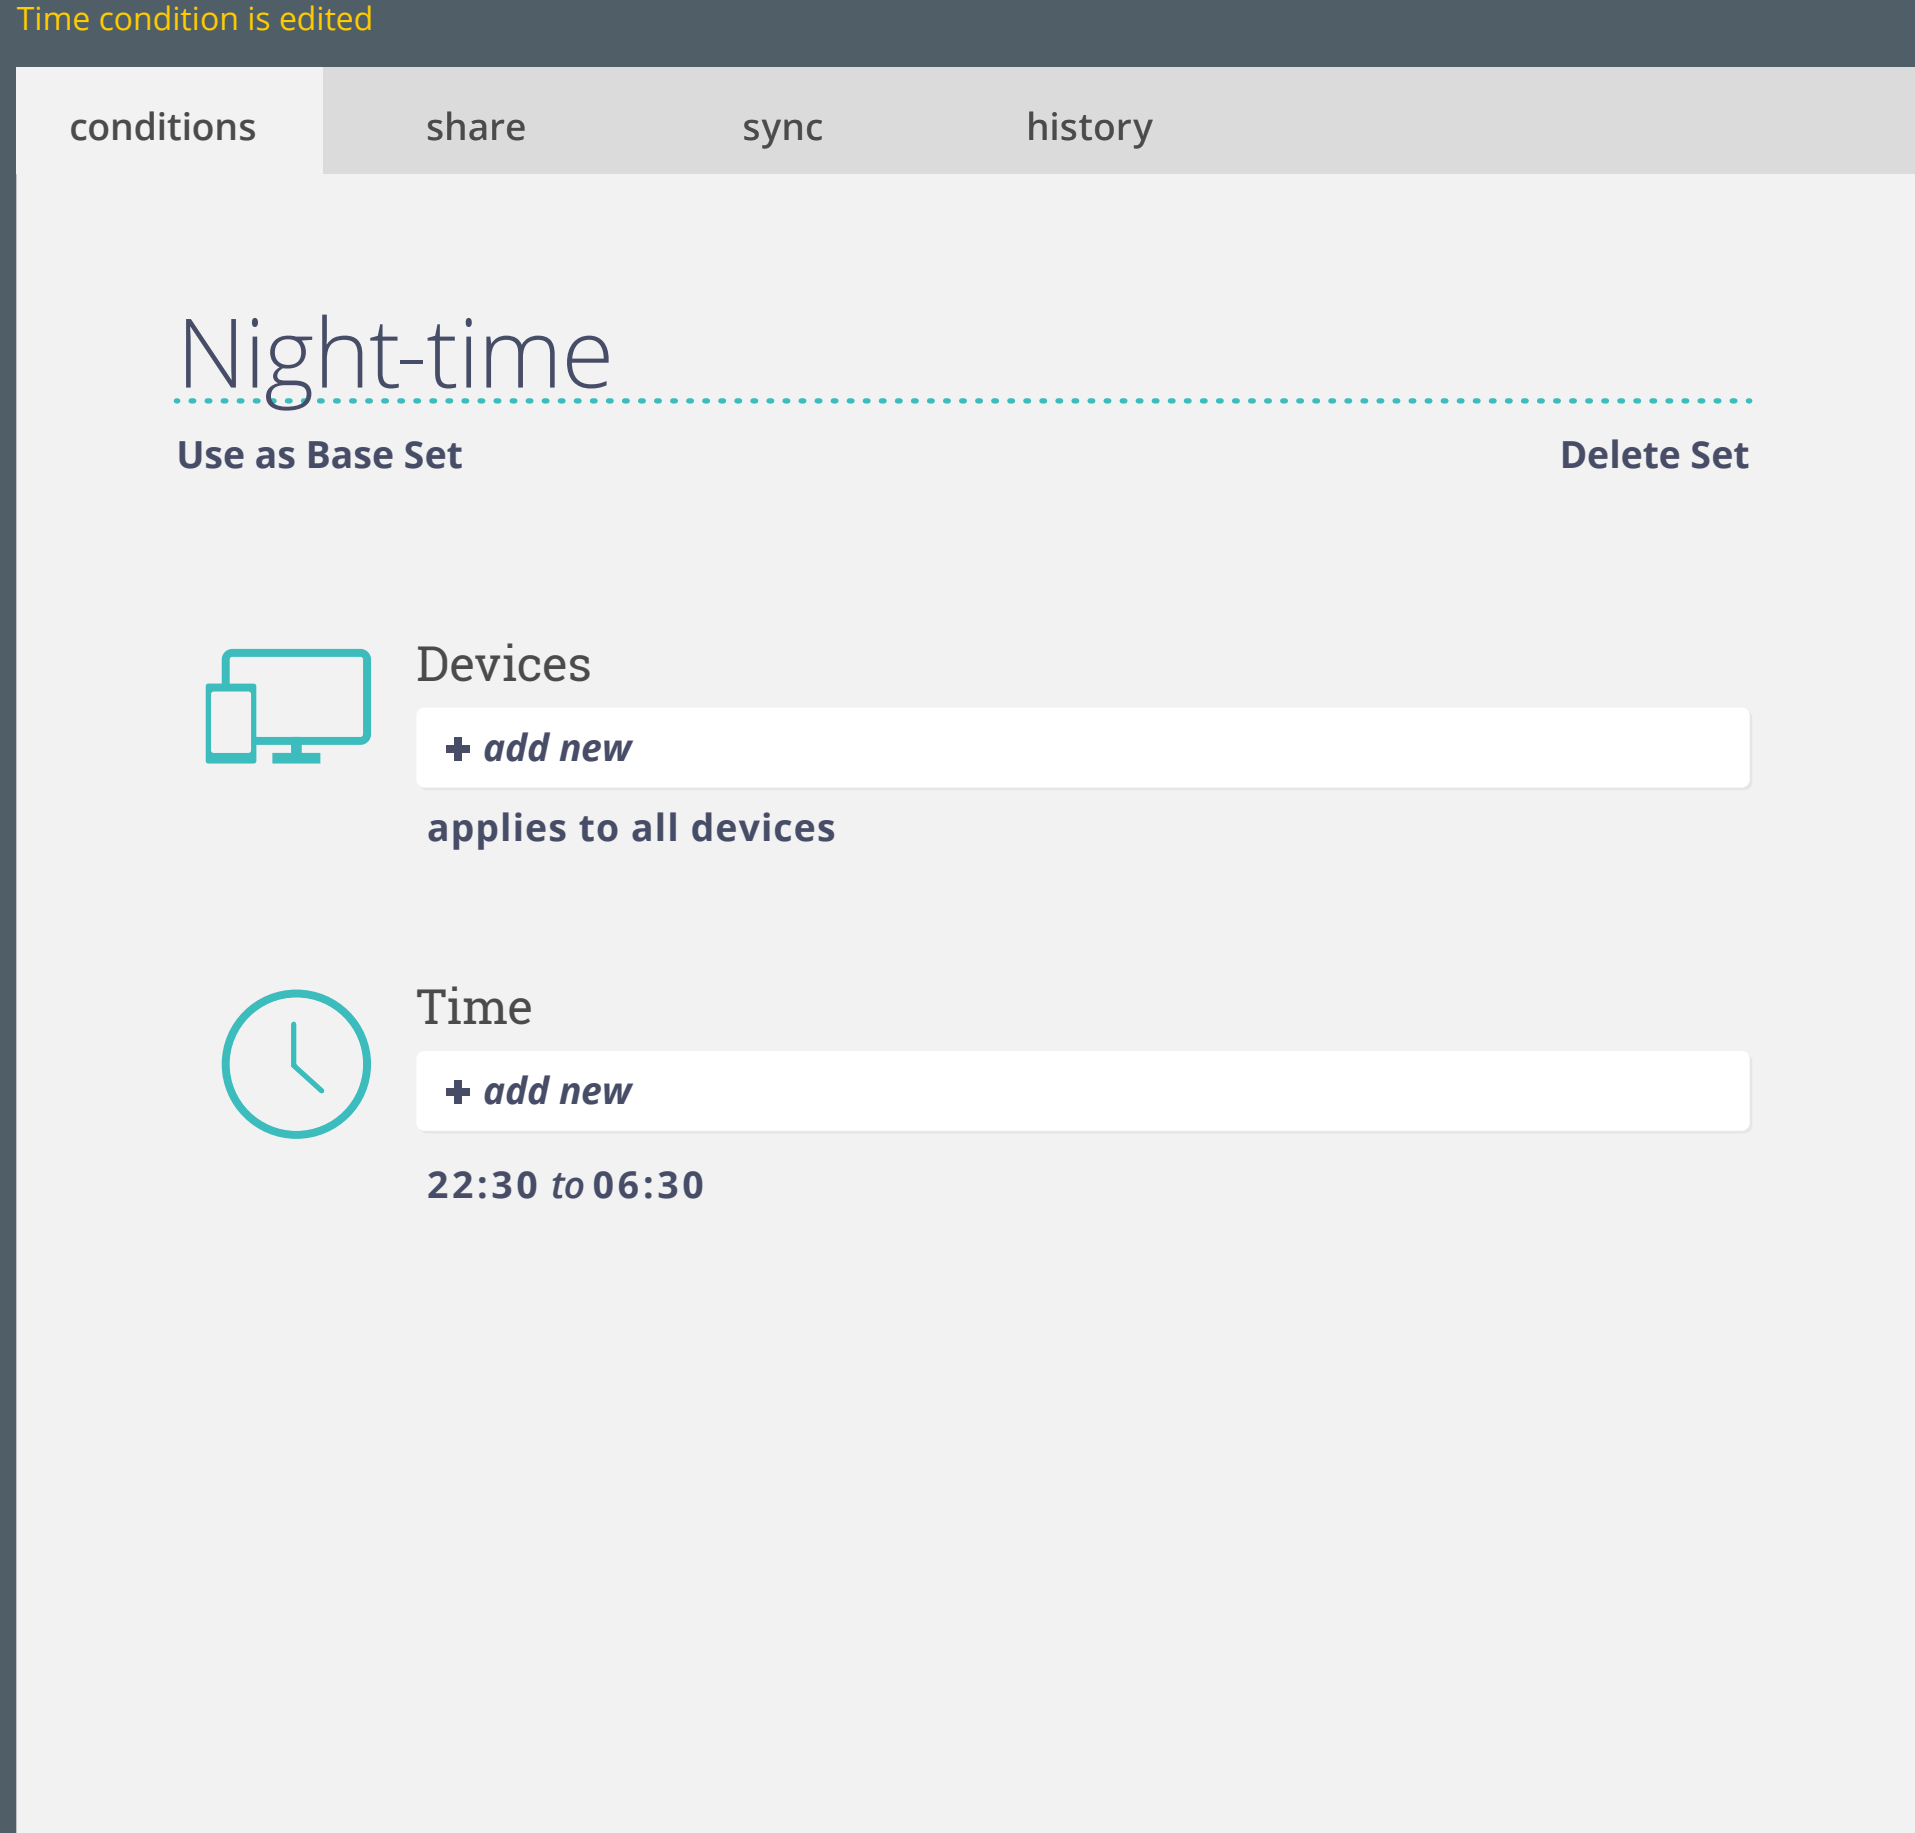 Time condition is edited
conditions share sync history
Night-time
Use as Base Set Delete Set
Devices
+ add new
applies to all devices
Time
+ add new
22:30 to 06:30